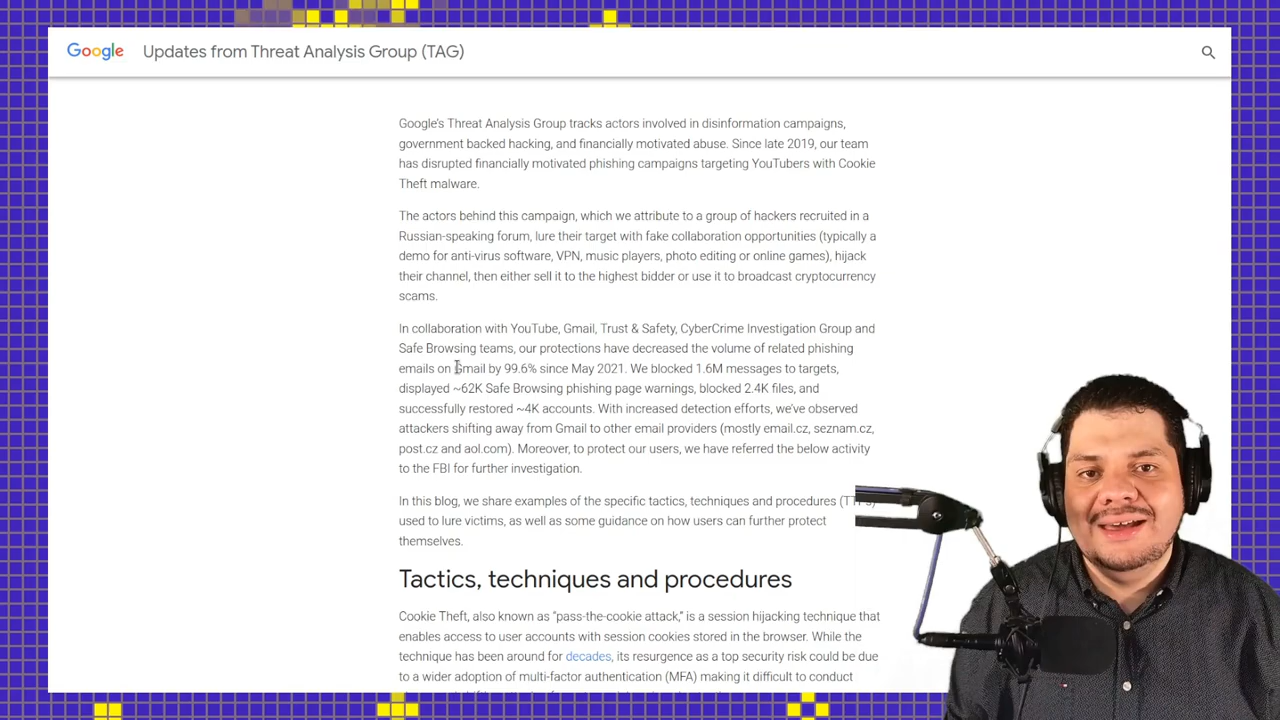 Google Updates from Threat Analysis Group (TAG)
Google's Threat Analysis Group tracks actors involved in disinformation campaigns,
government backed hacking, and financially motivated abuse. Since late 2019, our team
has disrupted financially motivated phishing campaigns targeting YouTubers with Cookie
Theft malware.
The actors behind this campaign, which we attribute to a group of hackers recruited in a
Russian-speaking forum, lure their target with fake collaboration opportunities (typically a
demo for anti-virus software, VPN, music players, photo editing or online games), hijack
their channel, then either sell it to the highest bidder or use it to broadcast cryptocurrency
scams.
In collaboration with YouTube, Gmail, Trust & Safety, CyberCrime Investigation Group and
Safe Browsing teams, our protections have decreased the volume of related phishing
emails on Gmail by 99.6% since May 2021. We blocked 1.6M messages to targets,
displayed ~62K Safe Browsing phishing page warnings, blocked 2.4K files, and
successfully restored ~4K accounts. With increased detection efforts, we've observed
attackers shifting away from Gmail to other email providers (mostly email.cz, seznam.cz,
post.cz and aol.com). Moreover, to protect our users, we have referred the below activity
to the FBI for further investigation.
In this blog, we share examples of the specific tactics, techniques and procedures
used to lure victims, as well as some guidance on how users can further protect
themselves.
Tactics, techniques and procedures
Cookie Theft, also known as "pass-the-cookie attack," is a session hijacking technique that
enables access to user accounts with session cookies stored in the browser. While the
technique has been around for decades, its resurgence as a top security risk could be due
to a wider adoption of multi-factor authentication (MFA) making it difficult to conduct